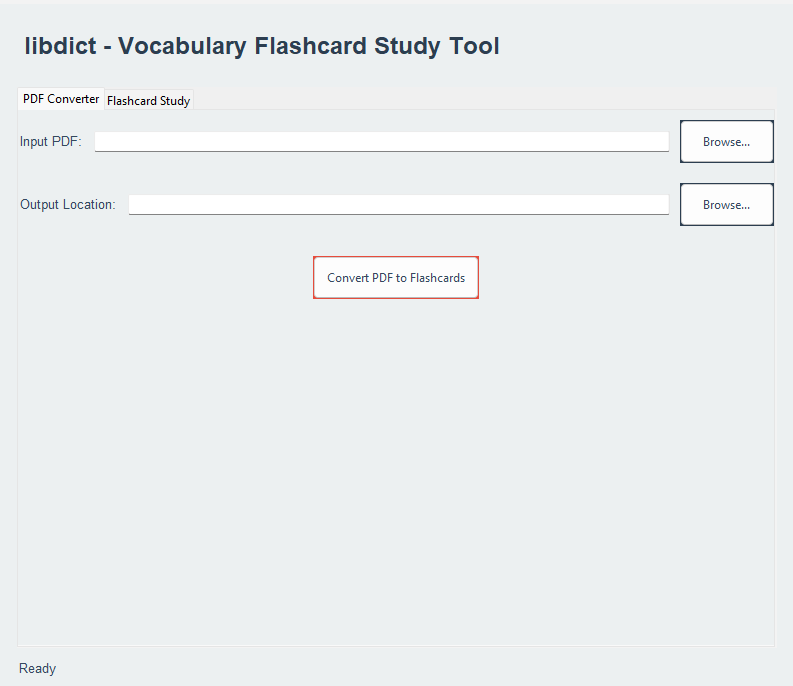 libdict - Vocabulary Flashcard Study Tool
PDF Converter Flashcard Study
Input PDF: Browse...
Output Location: Browse...
Convert PDF to Flashcards
Ready